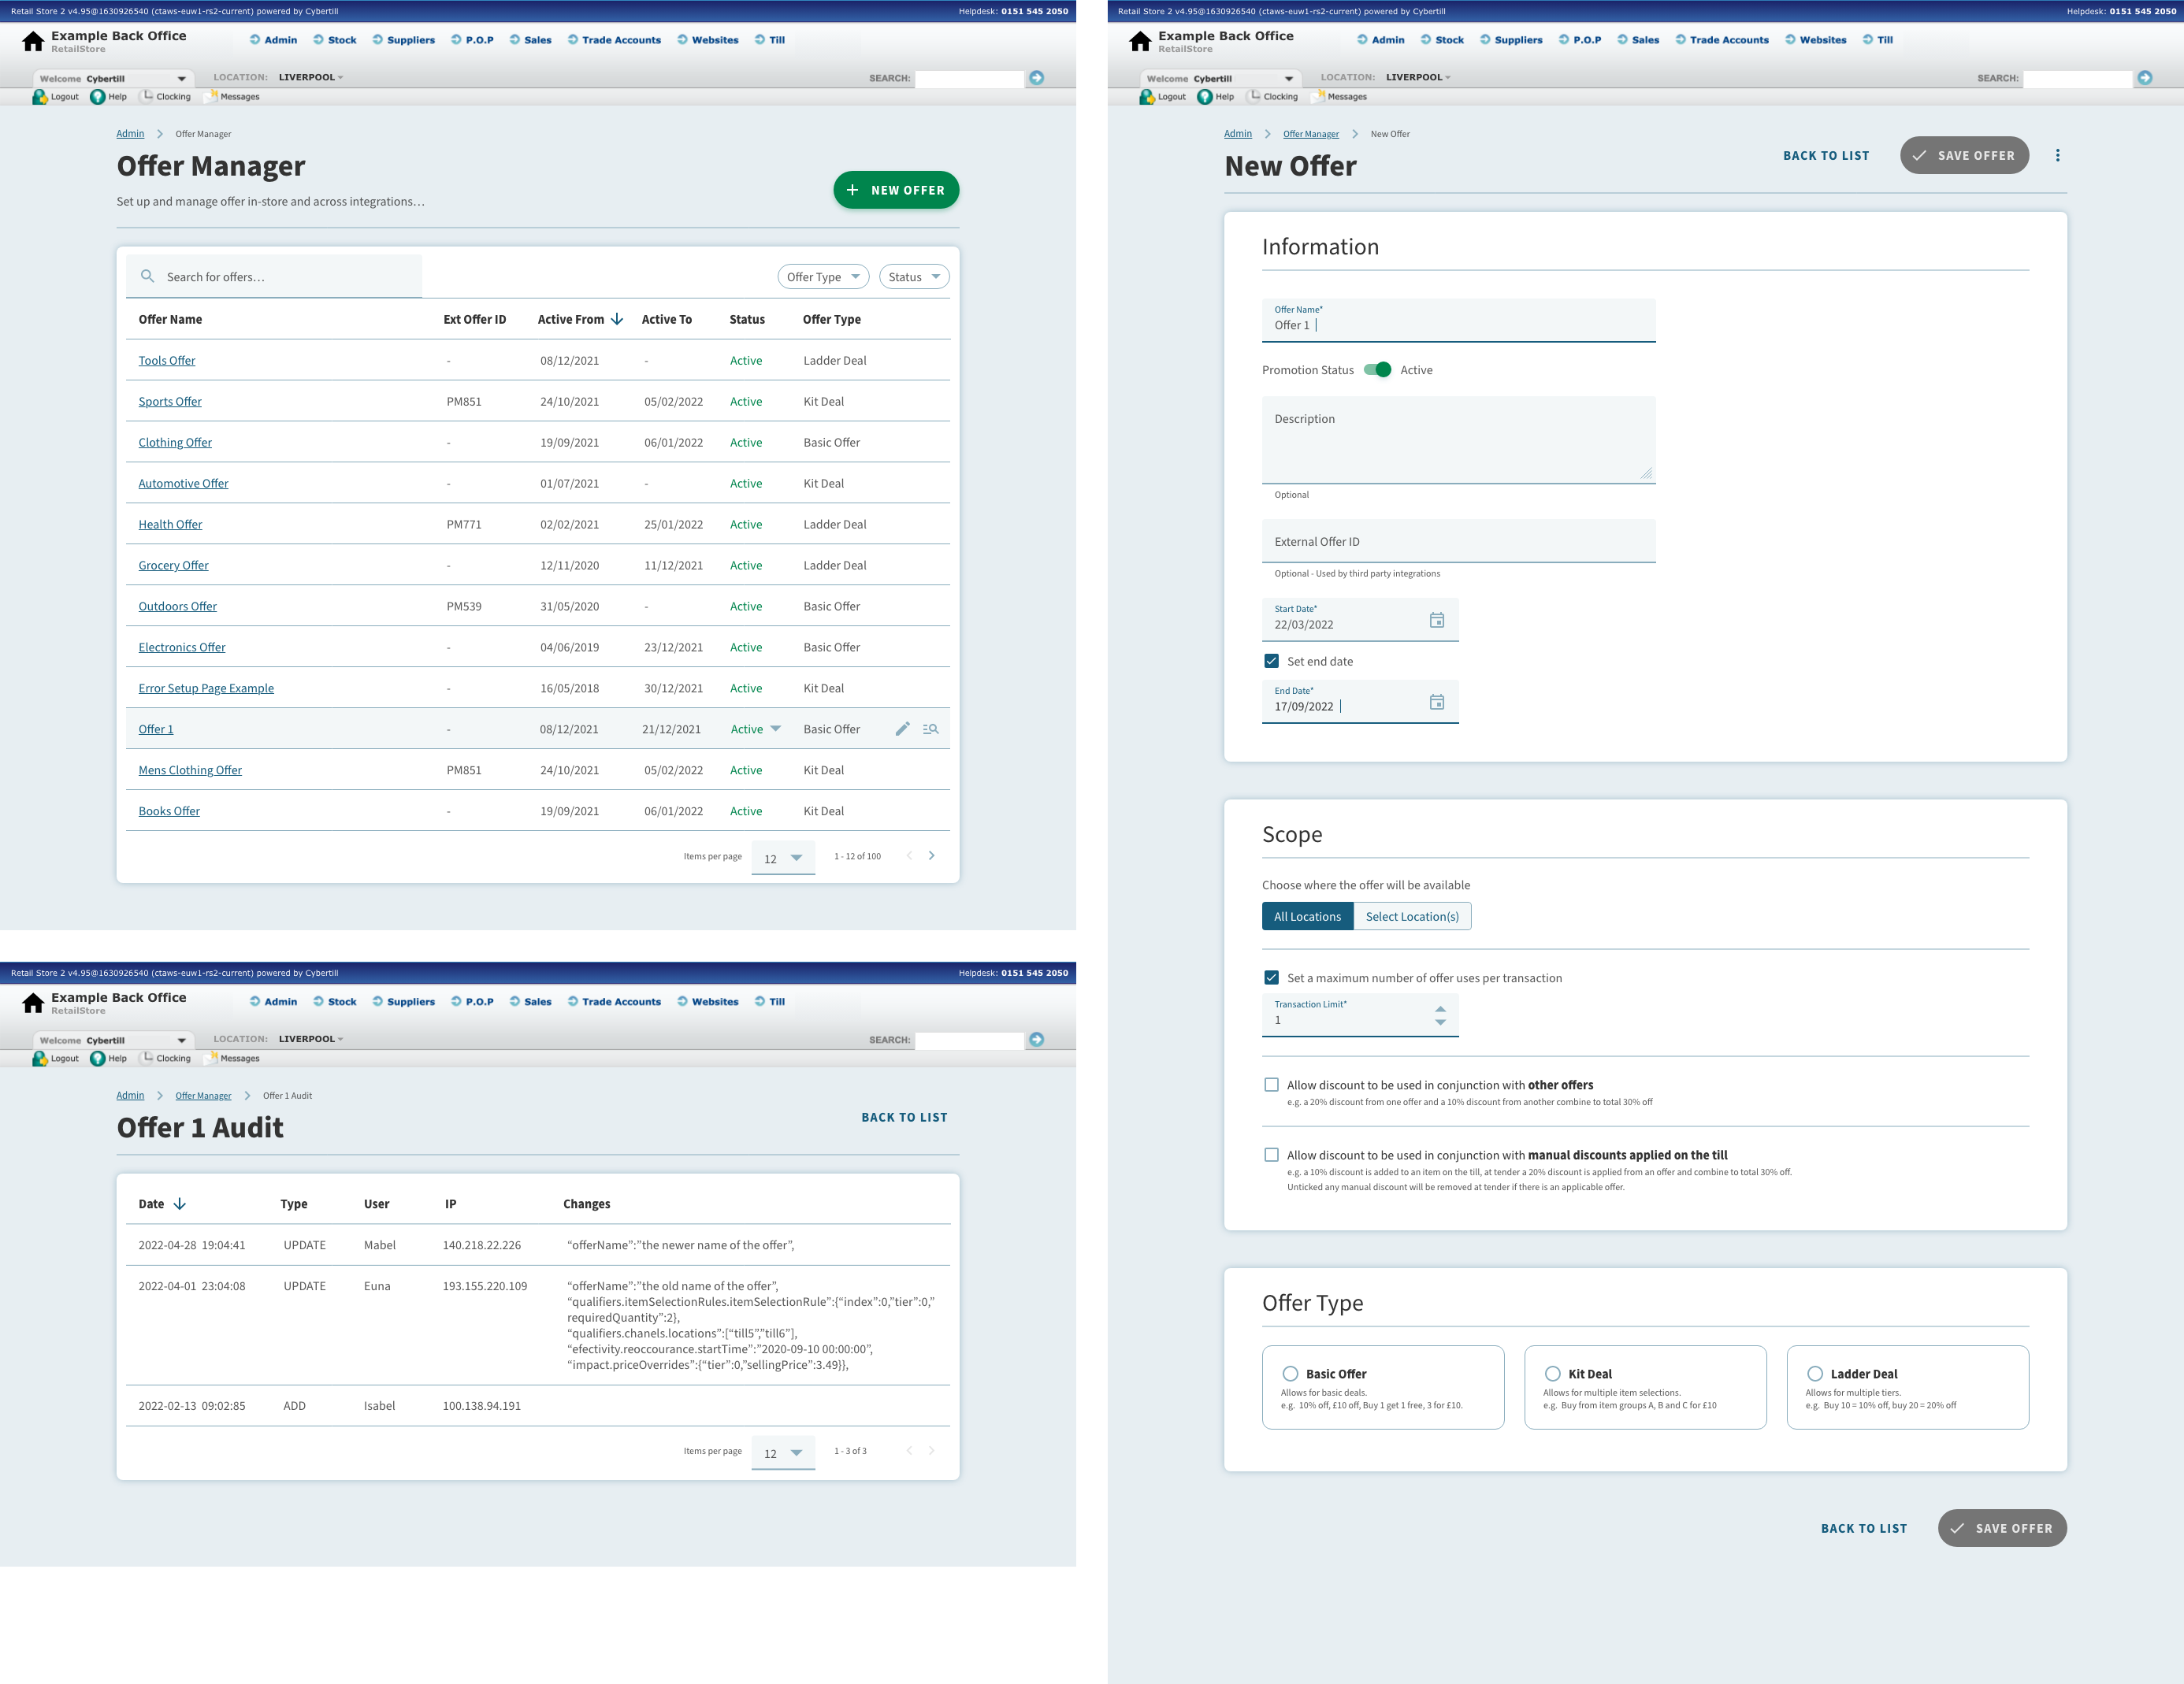 Retail Store 2 v4.95@1630926540 (ctaws-euw1-rs2-current) powered by Cybertill Helpdesk: 0151 545 2050
Example Back Office
RetailStore
Admin Stock Suppliers P.O.P Sales Trade Accounts Websites Till
Welcome Cybertill LOCATION: LIVERPOOL SEARCH:
Logout Help Clocking Messages
Admin Offer Manager
Offer Manager
Set up and manage offer in-store and across integrations...
NEW OFFER
Search for offers... Offer Type Status
Offer Name Ext Offer ID Active From Active To Status Offer Type
Tools Offer - 08/12/2021 - Active Ladder Deal
Sports Offer PM851 24/10/2021 05/02/2022 Active Kit Deal
Clothing Offer - 19/09/2021 06/01/2022 Active Basic Offer
Automotive Offer - 01/07/2021 - Active Kit Deal
Health Offer PM771 02/02/2021 25/01/2022 Active Ladder Deal
Grocery Offer - 12/11/2020 11/12/2021 Active Ladder Deal
Outdoors Offer PM539 31/05/2020 - Active Basic Offer
Electronics Offer - 04/06/2019 23/12/2021 Active Basic Offer
Error Setup Page Example - 16/05/2018 30/12/2021 Active Kit Deal
Offer 1 - 08/12/2021 21/12/2021 Active Basic Offer
Mens Clothing Offer PM851 24/10/2021 05/02/2022 Active Kit Deal
Books Offer - 19/09/2021 06/01/2022 Active Kit Deal
Items per page 12 1 - 12 of 100
Retail Store 2 v4.95@1630926540 (ctaws-euw1-rs2-current) powered by Cybertill Helpdesk: 0151 545 2050
Example Back Office
RetailStore
Admin Stock Suppliers P.O.P Sales Trade Accounts Websites Till
Welcome Cybertill LOCATION: LIVERPOOL SEARCH:
Logout Help Clocking Messages
Admin Offer Manager Offer 1 Audit
Offer 1 Audit
BACK TO LIST
Date Type User IP Changes
2022-04-28 19:04:41 UPDATE Mabel 140.218.22.226 “offerName”:”the newer name of the offer”,
2022-04-01 23:04:08 UPDATE Euna 193.155.220.109 “offerName”:”the old name of the offer”,
“qualifiers.itemSelectionRules.itemSelectionRule”:{“index”:0,”tier”:0,”
requiredQuantity”:2},
“qualifiers.chanels.locations”:[“till5”,”till6”],
“efectivity.reoccourance.startTime”:”2020-09-10 00:00:00”,
“impact.priceOverrides”:{“tier”:0,”sellingPrice”:3.49}},
2022-02-13 09:02:85 ADD Isabel 100.138.94.191
Items per page 12 1 - 3 of 3
Retail Store 2 v4.95@1630926540 (ctaws-euw1-rs2-current) powered by Cybertill Helpdesk: 0151 545 2050
Example Back Office
RetailStore
Admin Stock Suppliers P.O.P Sales Trade Accounts Websites Till
Welcome Cybertill LOCATION: LIVERPOOL SEARCH:
Logout Help Clocking Messages
Admin Offer Manager New Offer
New Offer
BACK TO LIST SAVE OFFER
Information
Offer Name*
Offer 1
Promotion Status Active
Description
Optional
External Offer ID
Optional - Used by third party integrations
Start Date*
22/03/2022
Set end date
End Date*
17/09/2022
Scope
Choose where the offer will be available
All Locations Select Location(s)
Set a maximum number of offer uses per transaction
Transaction Limit*
1
Allow discount to be used in conjunction with other offers
e.g. a 20% discount from one offer and a 10% discount from another combine to total 30% off
Allow discount to be used in conjunction with manual discounts applied on the till
e.g. a 10% discount is added to an item on the till, at tender a 20% discount is applied from an offer and combine to total 30% off.
Unticked any manual discount will be removed at tender if there is an applicable offer.
Offer Type
Basic Offer
Allows for basic deals.
e.g. 10% off, £10 off, Buy 1 get 1 free, 3 for £10.
Kit Deal
Allows for multiple item selections.
e.g. Buy from item groups A, B and C for £10
Ladder Deal
Allows for multiple tiers.
e.g. Buy 10 = 10% off, buy 20 = 20% off
BACK TO LIST SAVE OFFER